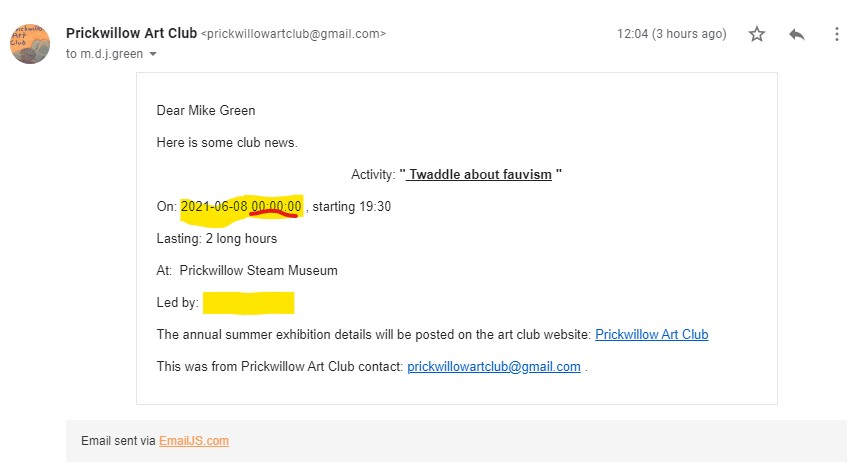 Prickwillow Art Club <prickwillowartclub@gmail.com>
12:04 (3 hours ago)
to m.d.j.green
Prickwillo
Art
Club
Dear Mike Green
Here is some club news.
Activity: " Twaddle about fauvism "
On: 2021-06-08 00:00:00 , starting 19:30
Lasting: 2 long hours
At: Prickwillow Steam Museum
Led by:
The annual summer exhibition details will be posted on the art club website: Prickwillow Art Club
This was from Prickwillow Art Club contact: prickwillowartclub@gmail.com .
Email sent via EmailJS.com